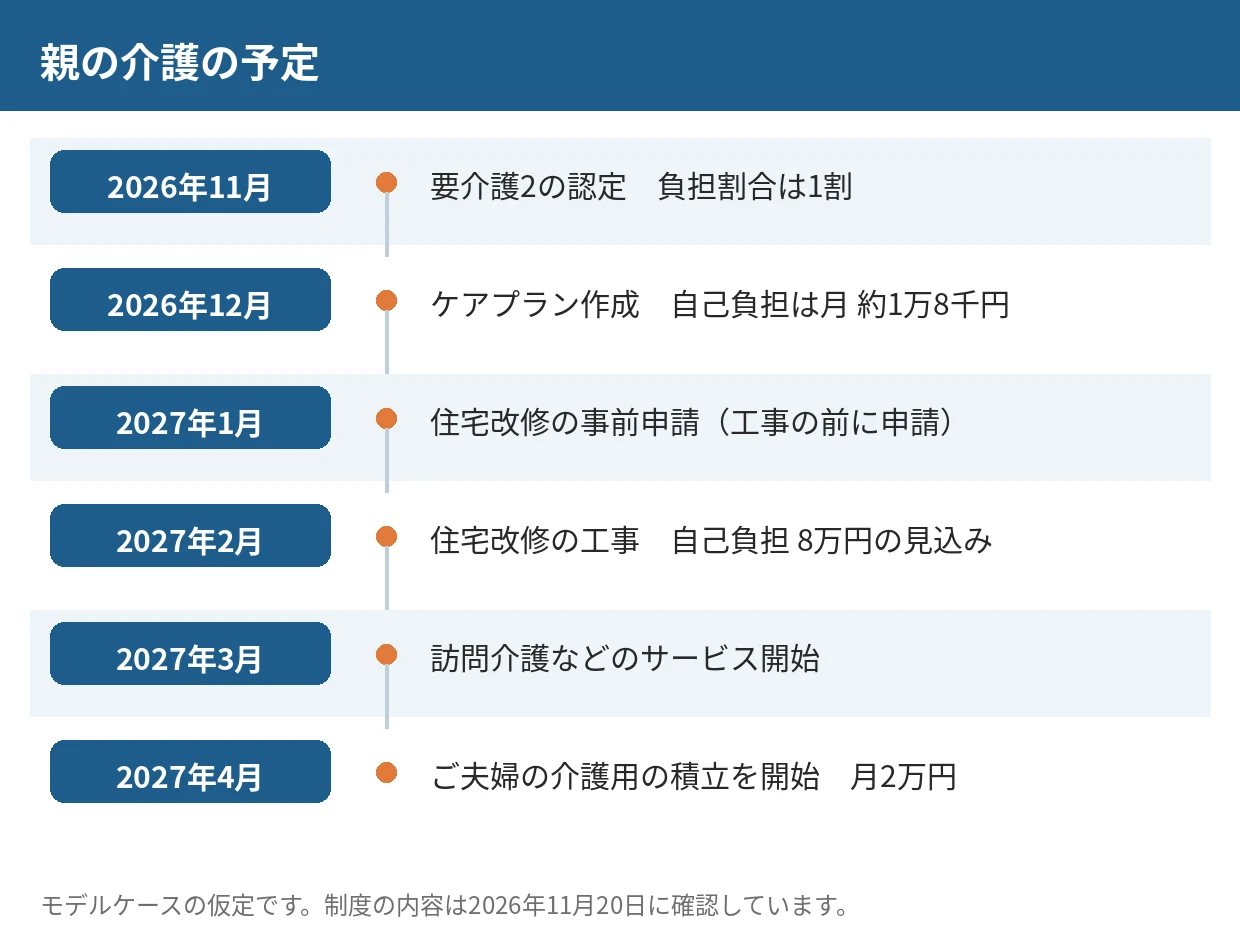 親の介護の予定
2026年11月
要介護2の認定　負担割合は1割
2026年12月
ケアプラン作成　自己負担は月 約1万8千円
2027年1月
住宅改修の事前申請（工事の前に申請）
2027年2月
住宅改修の工事　自己負担 8万円の見込み
2027年3月
訪問介護などのサービス開始
2027年4月
ご夫婦の介護用の積立を開始　月2万円
モデルケースの仮定です。制度の内容は2026年11月20日に確認しています。